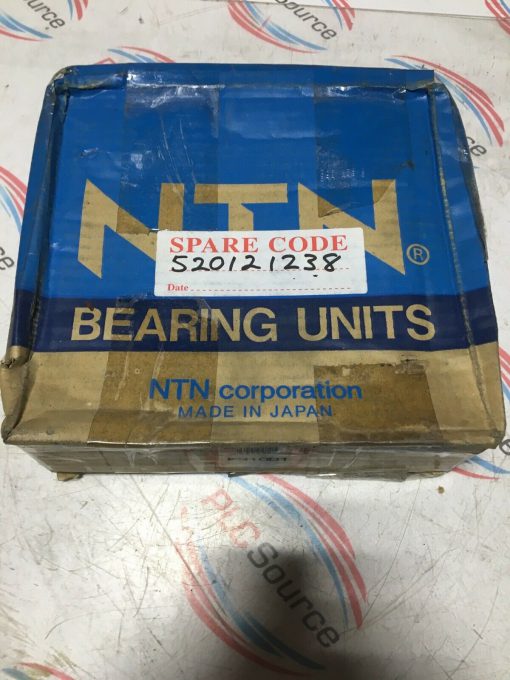 NTN ®
SPARE CODE
520121238
Date
BEARING UNITS
NTN corporation
MADE IN JAPAN
PLC Source